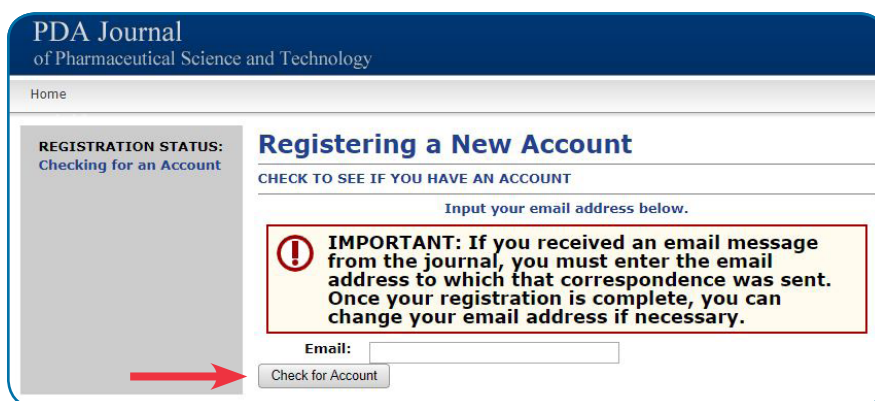 PDA Journal
of Pharmaceutical Science and Technology
Home
REGISTRATION STATUS:
Checking for an Account
Registering a New Account
CHECK TO SEE IF YOU HAVE AN ACCOUNT
Input your email address below.
IMPORTANT: If you received an email message
from the journal, you must enter the email
address to which that correspondence was sent.
Once your registration is complete, you can
change your email address if necessary.
Email:
Check for Account